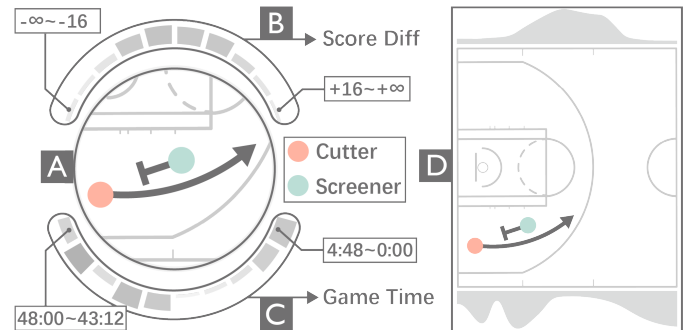 -∞~-16
B
Score Diff
+16~+∞
A
Cutter
Screener
D
4:48~0:00
48:00~43:12
C
Game Time